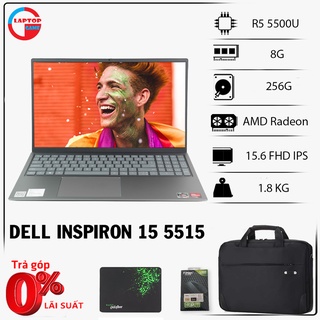 LAPTOP
R5 5500U
8G
256G
AMD Radeon
15.6 FHD IPS
1.8 KG
DELL INSPIRON 15 5515
Trả góp
0%
LÃI SUẤT